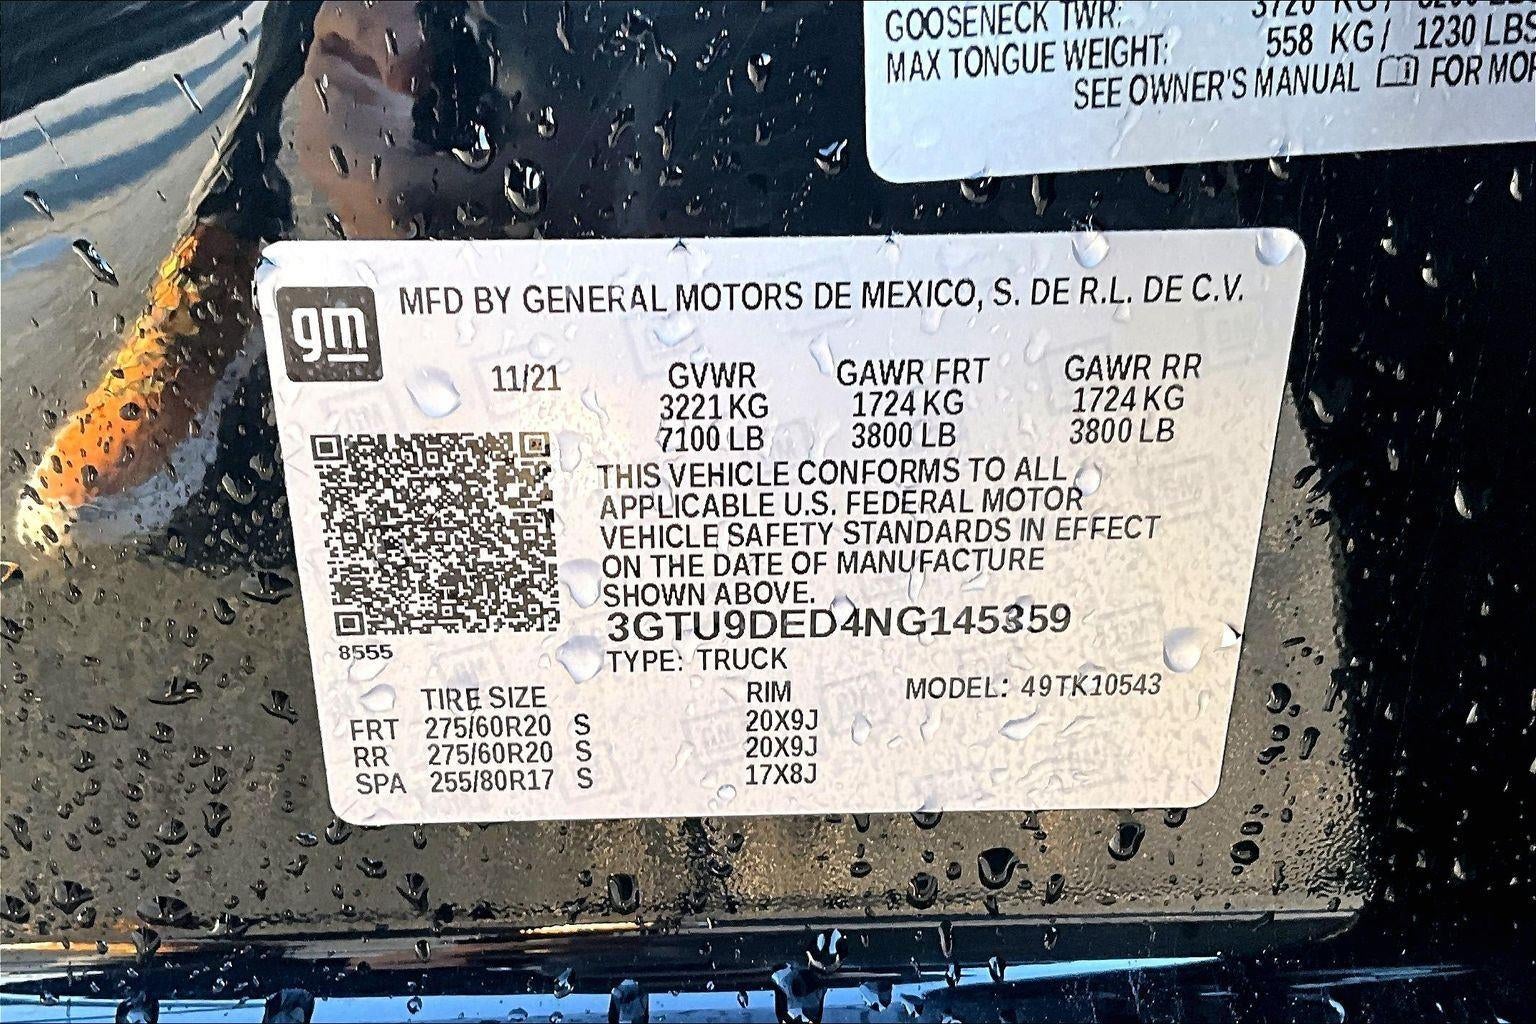 GOOSENECK TWR:
MAX TONGUE WEIGHT: 558 KG/ 1230 LBS
SEE OWNER'S MANUAL FOR
gm
MFD BY GENERAL MOTORS DE MEXICO, S. DE R.L. DE C.V.
11/21 GVWR GAWR FRT GAWR RR
3221 KG 1724 KG 1724 KG
7100 LB 3800 LB 3800 LB
THIS VEHICLE CONFORMS TO ALL
APPLICABLE U.S. FEDERAL MOTOR
VEHICLE SAFETY STANDARDS IN EFFECT
ON THE DATE OF MANUFACTURE
SHOWN ABOVE.
3GTU9DED4NG145359
8555
TYPE: TRUCK
TIRE SIZE RIM MODEL: 49TK10543
FRT 275/60R20 S 20X9J
RR 275/60R20 S 20X9J
SPA 255/80R17 S 17X8J